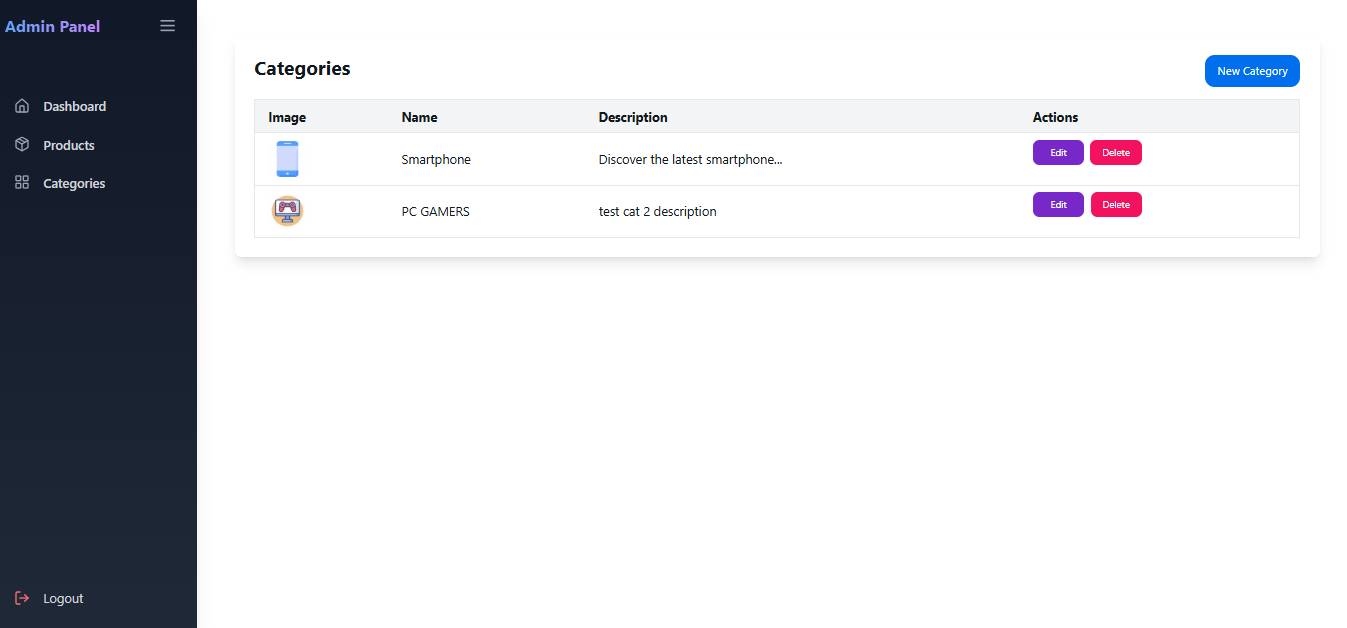 Admin Panel
Dashboard
Products
Categories
Logout
Categories
New Category
Image Name Description Actions
Smartphone Discover the latest smartphone... Edit Delete
PC GAMERS test cat 2 description Edit Delete